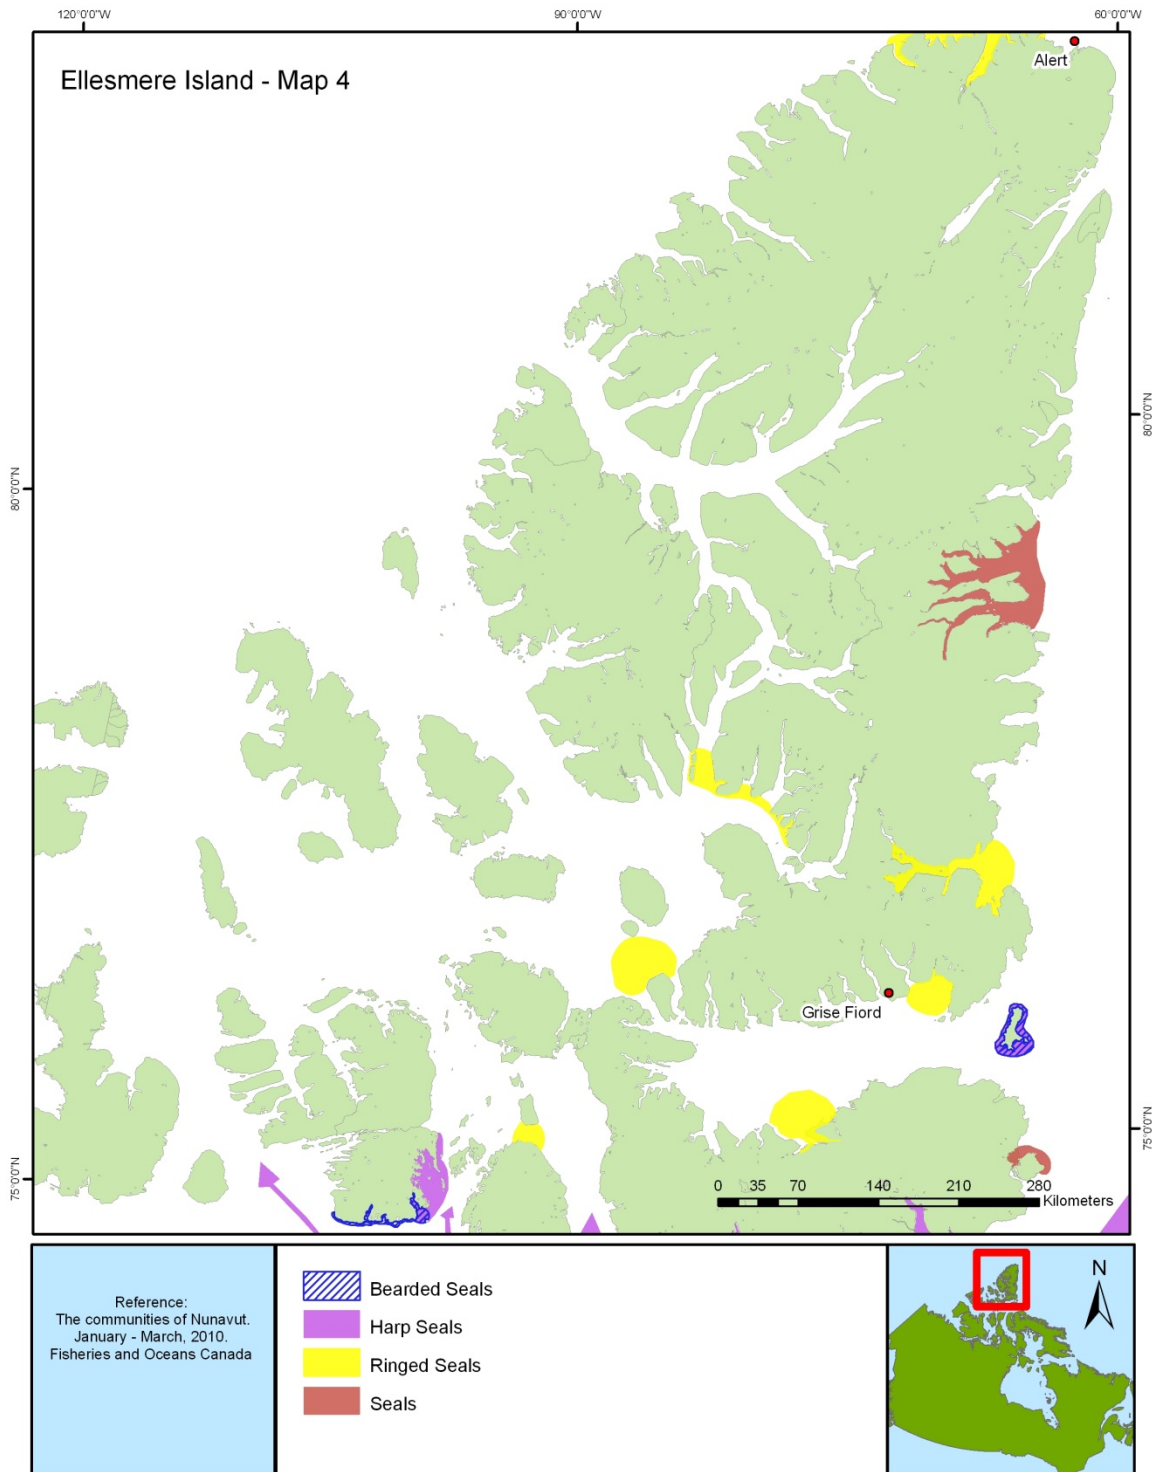 120°0'0"W 90°0'0"W 60°0'0"W
Ellesmere Island - Map 4
Alert
80°0'0"N
80°0'0"N
Grise Fiord
75°0'0"N
75°0'0"N
0 35 70 140 210 280
Kilometers
Reference:
The communities of Nunavut.
January - March, 2010.
Fisheries and Oceans Canada
Bearded Seals
Harp Seals
Ringed Seals
Seals
N